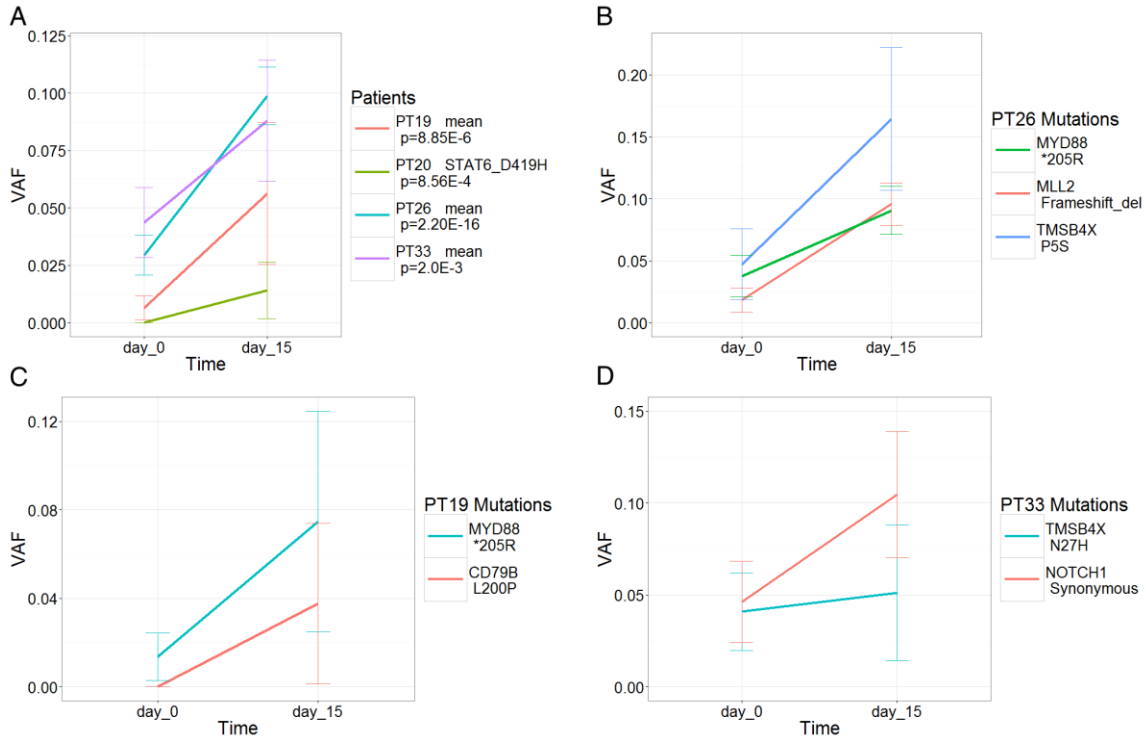 A
0.125
0.100
0.075
0.050
0.025
0.000
VAF
day_0
day_15
Time
Patients
PT19 mean
p=8.85E-6
PT20 STAT6_D419H
p=8.56E-4
PT26 mean
p=2.20E-16
PT33 mean
p=2.0E-3
B
0.20
0.15
0.10
0.05
0.00
VAF
day_0
day_15
Time
PT26 Mutations
MYD88
*205R
MLL2
Frameshift_del
TMSB4X
P5S
C
0.12
0.08
0.04
0.00
VAF
day_0
day_15
Time
PT19 Mutations
MYD88
*205R
CD79B
L200P
D
0.15
0.10
0.05
0.00
VAF
day_0
day_15
Time
PT33 Mutations
TMSB4X
N27H
NOTCH1
Synonymous